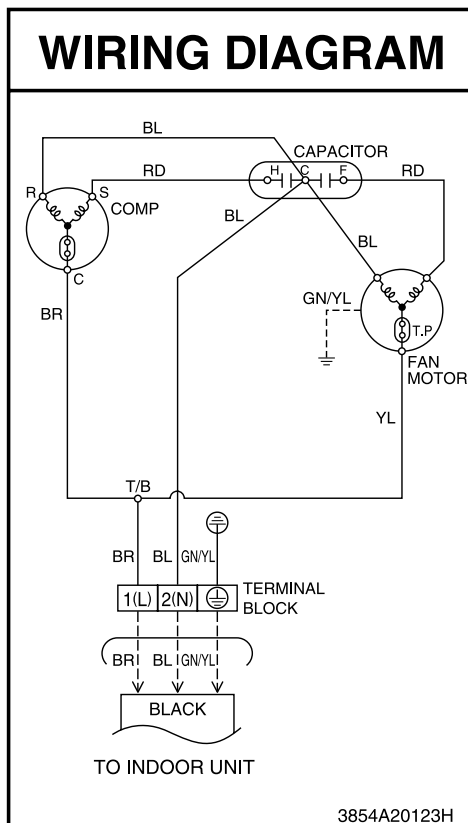 WIRING DIAGRAM
BL
CAPACITOR
RD
H
C
F
RD
R
S
COMP
BL
BL
C
GN/YL
T.P
BR
FAN
MOTOR
YL
T/B
BR
BL
GN/YL
1(L)
2(N)
TERMINAL
BLOCK
BR
BL
GN/YL
BLACK
TO INDOOR UNIT
3854A20123H